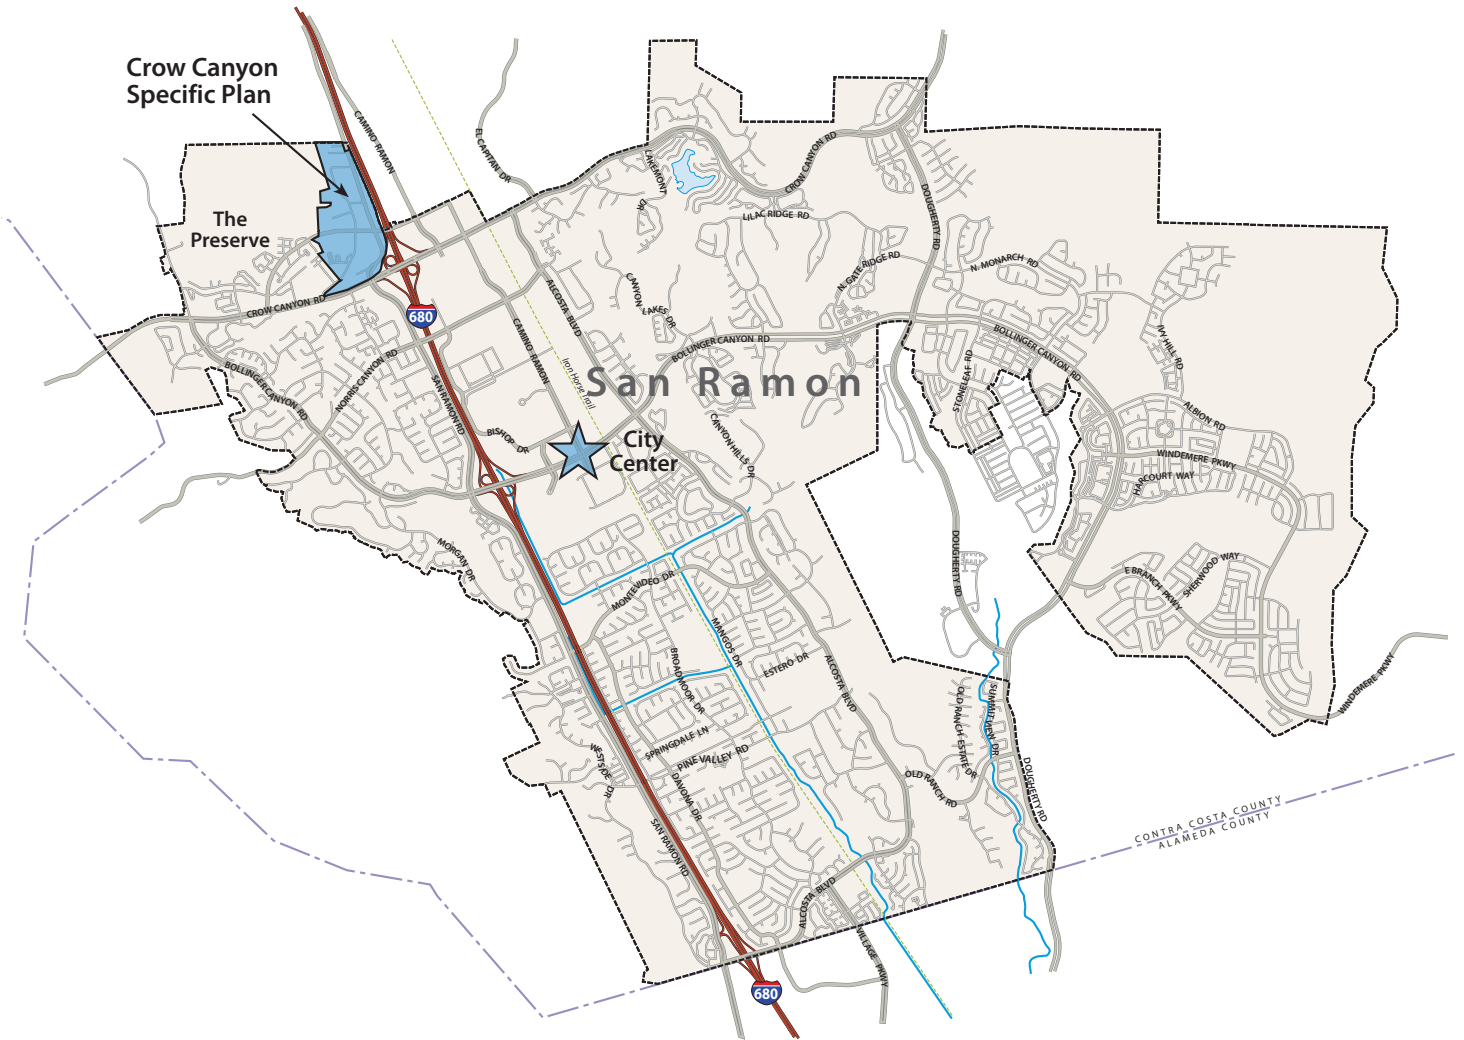 Crow Canyon
Specific Plan
CAMINO RAMON
EL CAPITAN DR
LAKEMONT
DR
CROW CANYON RD
DOUGHERTY RD
LILAC RIDGE RD
The
Preserve
N. GATE RIDGE RD
N. MONARCH RD
CROW CANYON RD
680
CANYON
LAKES DR
ALCOSTA BLVD
CAMINO RAMON
Iron Horse Trail
BOLLINGER CANYON RD
BOLLINGER CANYON RD
IVY HILL RD
NORRIS CANYON RD
BOLLINGER CANYON RD
SAN RAMON RD
San Ramon
STONELEAF RD
ALBION RD
BISHOP DR
City
Center
CANYON HILLS DR
WINDEMERE PKWY
HARCOURT WAY
MORGAN DR
DOUGHERTY RD
MONTEVIDEO DR
E BRANCH PKWY
SHERWOOD WAY
MANGOS DR
BROADMOOR DR
ESTERO DR
ALCOSTA BLVD
WINDEMERE PKWY
OLD RANCH ESTATE DR
SUMMITVIEW DR
SPRINGDALE LN
PINE VALLEY RD
WESTSIDE DR
DAVONA DR
OLD RANCH RD
DOUGHERTY RD
CONTRA COSTA COUNTY
ALAMEDA COUNTY
SAN RAMON RD
ALCOSTA BLVD
VILLAGE PKWY
680